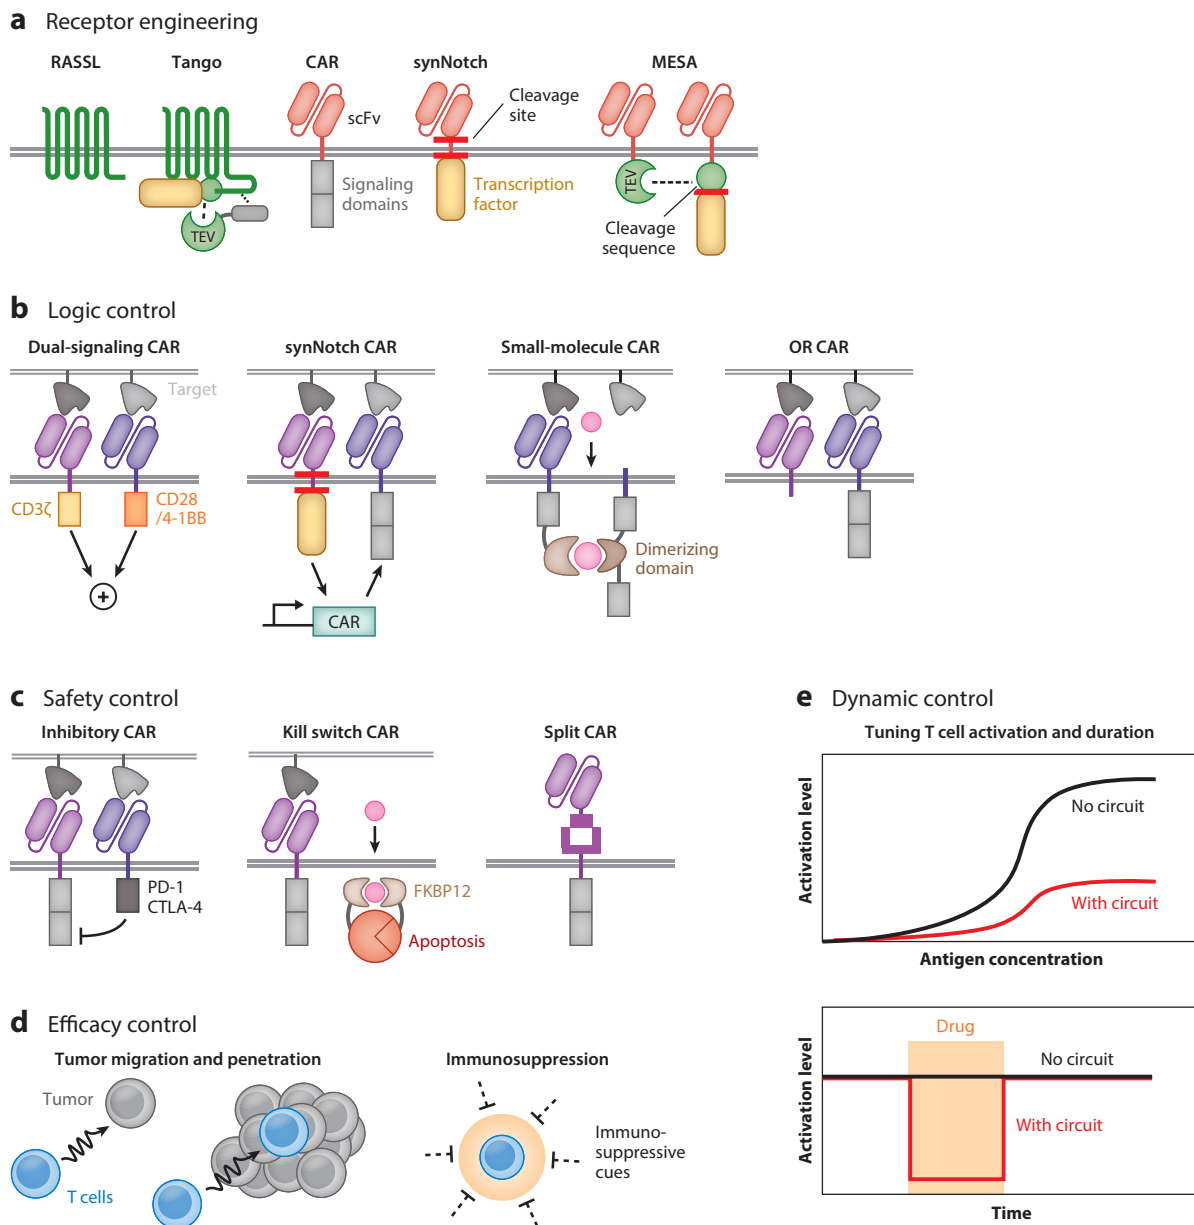 a Receptor engineering
RASSL
Tango
CAR
synNotch
MESA
scFv
Cleavage
site
Signaling
domains
Transcription
factor
TEV
TEV
Cleavage
sequence
b Logic control
Dual-signaling CAR
synNotch CAR
Small-molecule CAR
OR CAR
Target
CD3ζ
CD28
/4-1BB
+
CAR
Dimerizing
domain
c Safety control
Inhibitory CAR
Kill switch CAR
Split CAR
PD-1
CTLA-4
FKBP12
Apoptosis
d Efficacy control
Tumor migration and penetration
Immunosuppression
Tumor
T cells
Immuno-
suppressive
cues
e Dynamic control
Tuning T cell activation and duration
Activation level
No circuit
With circuit
Antigen concentration
Drug
Activation level
No circuit
With circuit
Time